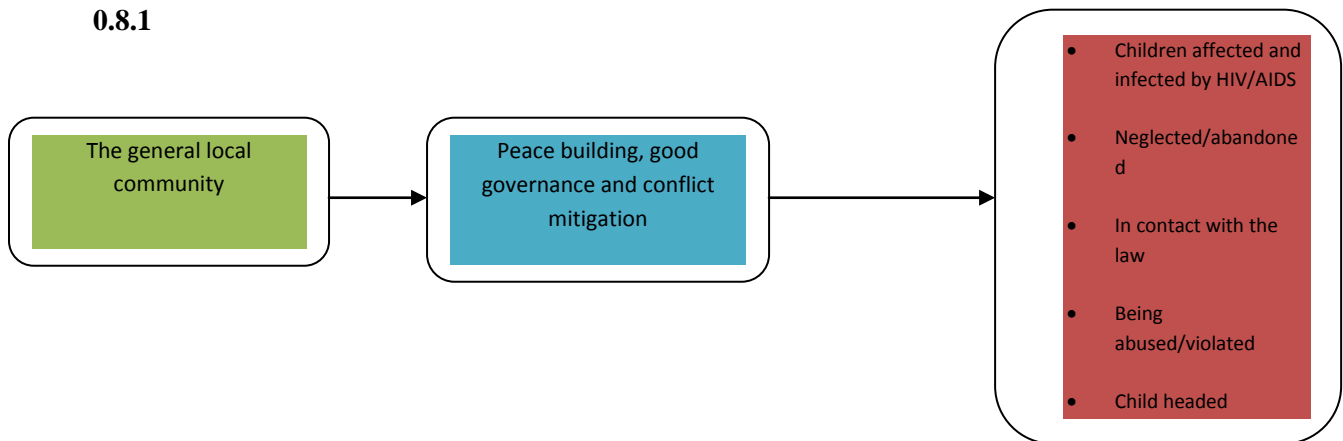 0.8.1
The general local
community
Peace building, good
governance and conflict
mitigation
• Children affected and
infected by HIV/AIDS
• Neglected/abandone
d
• In contact with the
law
• Being
abused/violated
• Child headed